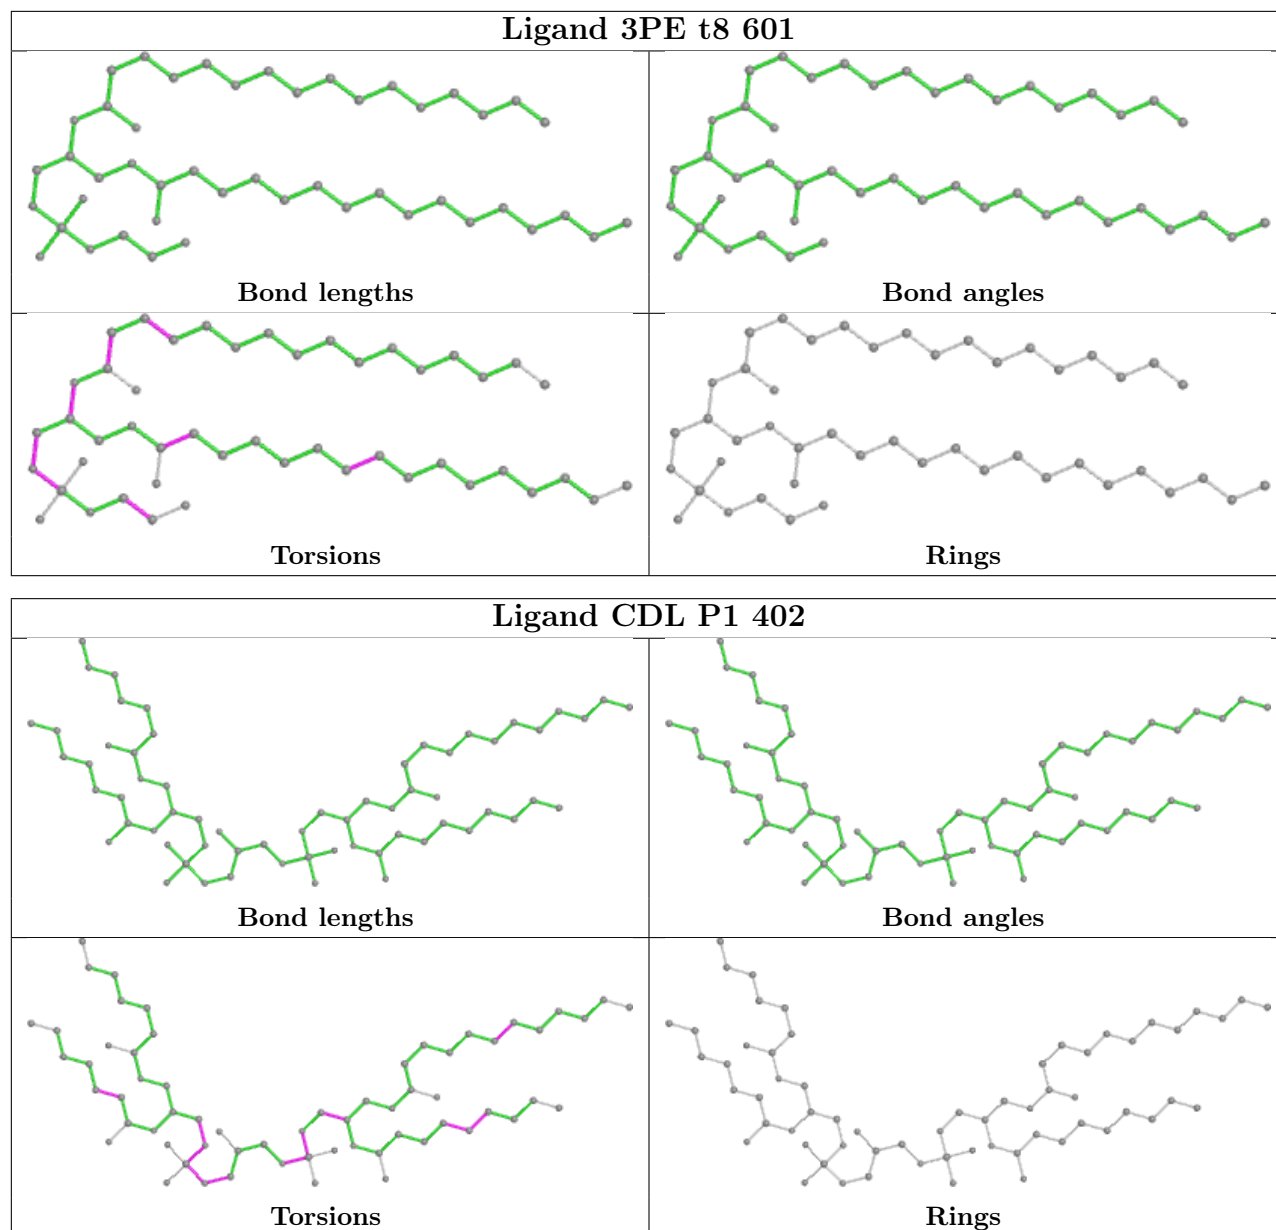 Ligand 3PE t8 601
Bond lengths
Bond angles
Torsions
Rings
Ligand CDL P1 402
Bond lengths
Bond angles
Torsions
Rings